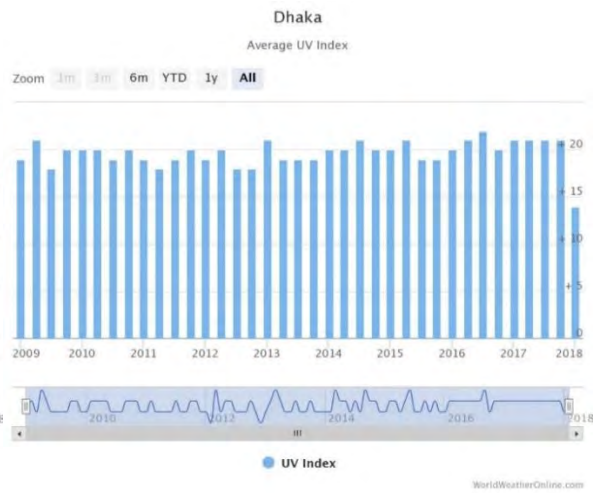 Dhaka
Average UV Index
Zoom 1m 3m 6m YTD 1y All
+ 20
+ 15
+ 10
+ 5
0
2009 2010 2011 2012 2013 2014 2015 2016 2017 2018
2010 2012 2014 2016 2018
UV Index
WorldWeatherOnline.com